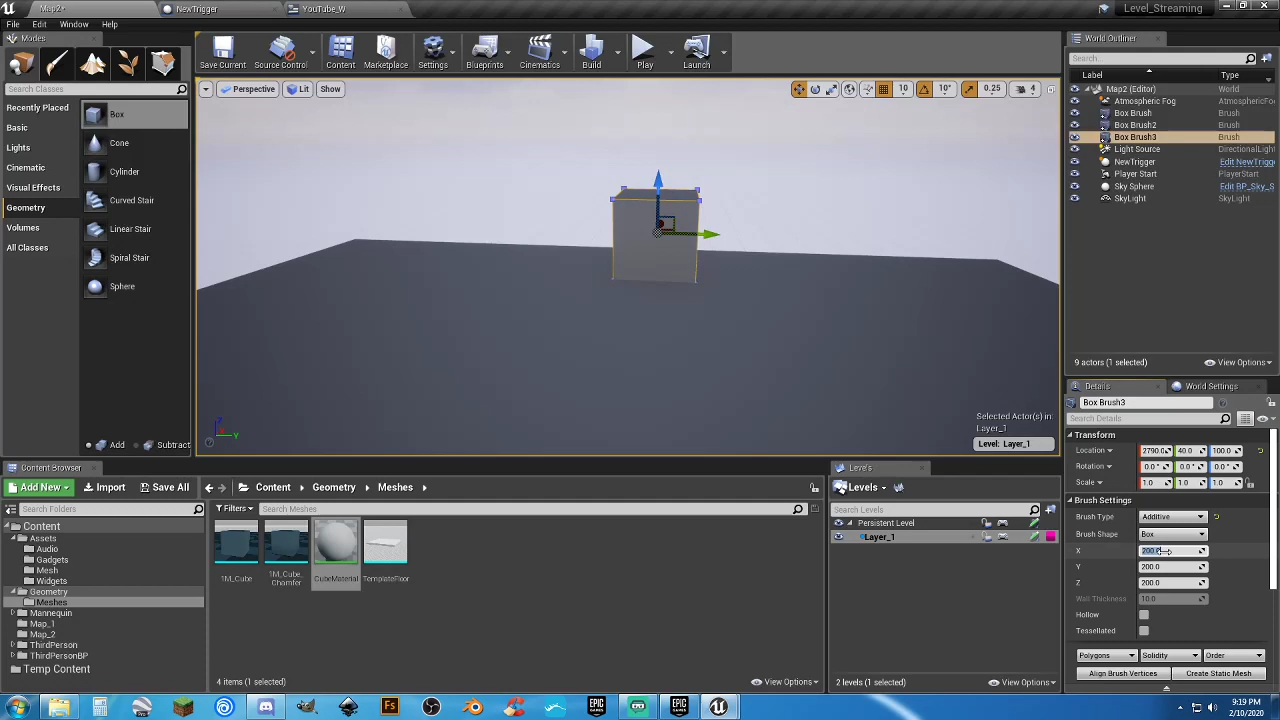 Map2*
NewTrigger
YouTube_W
Level_Streaming
File Edit Window Help
Modes
Search Classes
Recently Placed
Basic
Lights
Cinematic
Visual Effects
Geometry
Volumes
All Classes
Box
Cone
Cylinder
Curved Stair
Linear Stair
Spiral Stair
Sphere
Add
Subtract
Save Current
Source Control
Content
Marketplace
Settings
Blueprints
Cinematics
Build
Play
Launch
Perspective
Lit
Show
10
10°
0.25
4
Selected Actor(s) in:
Layer_1
Level: Layer_1
World Outliner
Search...
Label Type
Map2 (Editor) World
Atmospheric Fog AtmosphericFo
Box Brush Brush
Box Brush2 Brush
Box Brush3 Brush
Light Source DirectionalLight
NewTrigger Edit NewTrigge
Player Start PlayerStart
Sky Sphere Edit BP_Sky_S
SkyLight SkyLight
9 actors (1 selected)
View Options
Details
World Settings
Box Brush3
Search Details
Transform
Location 2790.0 40.0 100.0
Rotation 0.0 ° 0.0 ° 0.0 °
Scale 1.0 1.0 1.0
Brush Settings
Brush Type Additive
Brush Shape Box
X 200.0
Y 200.0
Z 200.0
Wall Thickness 10.0
Hollow
Tessellated
Polygons Solidity Order
Align Brush Vertices Create Static Mesh
Content Browser
Add New Import Save All Content Geometry Meshes
Search Folders
Filters Search Meshes
Content
Assets
Audio
Gadgets
Mesh
Widgets
Geometry
Meshes
Mannequin
Map_1
Map_2
ThirdPerson
ThirdPersonBP
Temp Content
1M_Cube
1M_Cube_
Chamfer
CubeMaterial
TemplateFloor
4 items (1 selected)
View Options
Levels
Levels
Search Levels
Persistent Level
Layer_1
2 levels (1 selected)
View Options
Pro
Fs
EPIC
GAMES
EPIC
GAMES
9:19 PM
2/10/2020